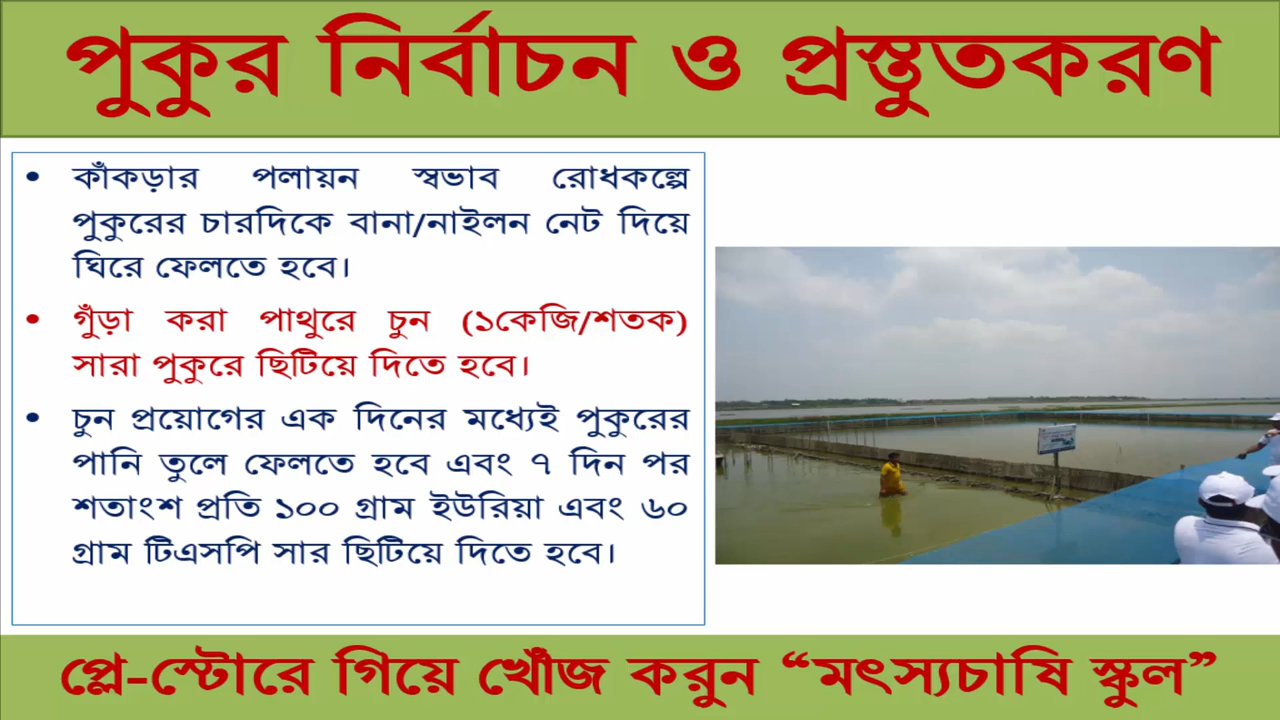 পুকুর নির্বাচন ও প্রস্তুতকরণ
• কাঁকড়ার পলায়ন স্বভাব রোধকল্পে
পুকুরের চারদিকে বানা/নাইলন নেট দিয়ে
ঘিরে ফেলতে হবে।
• গুঁড়া করা পাথুরে চুন (১কেজি/শতক)
সারা পুকুরে ছিটিয়ে দিতে হবে।
• চুন প্রয়োগের এক দিনের মধ্যেই পুকুরের
পানি তুলে ফেলতে হবে এবং ৭ দিন পর
শতাংশ প্রতি ১০০ গ্রাম ইউরিয়া এবং ৬০
গ্রাম টিএসপি সার ছিটিয়ে দিতে হবে।
প্লে-স্টোরে গিয়ে খোঁজ করুন “মৎস্যচাষি স্কুল”